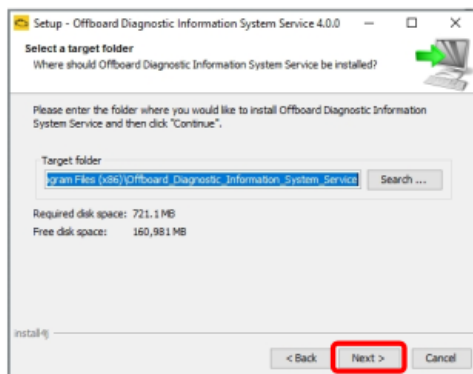 Setup - Offboard Diagnostic Information System Service 4.0.0
Select a target folder
Where should Offboard Diagnostic Information System Service be installed?
Please enter the folder where you would like to install Offboard Diagnostic Information
System Service and then click "Continue".
Target folder
gram Files (x86)\Offboard_Diagnostic_Information_System_Service
Search ...
Required disk space: 721.1 MB
Free disk space: 160,981 MB
install4j
< Back Next > Cancel